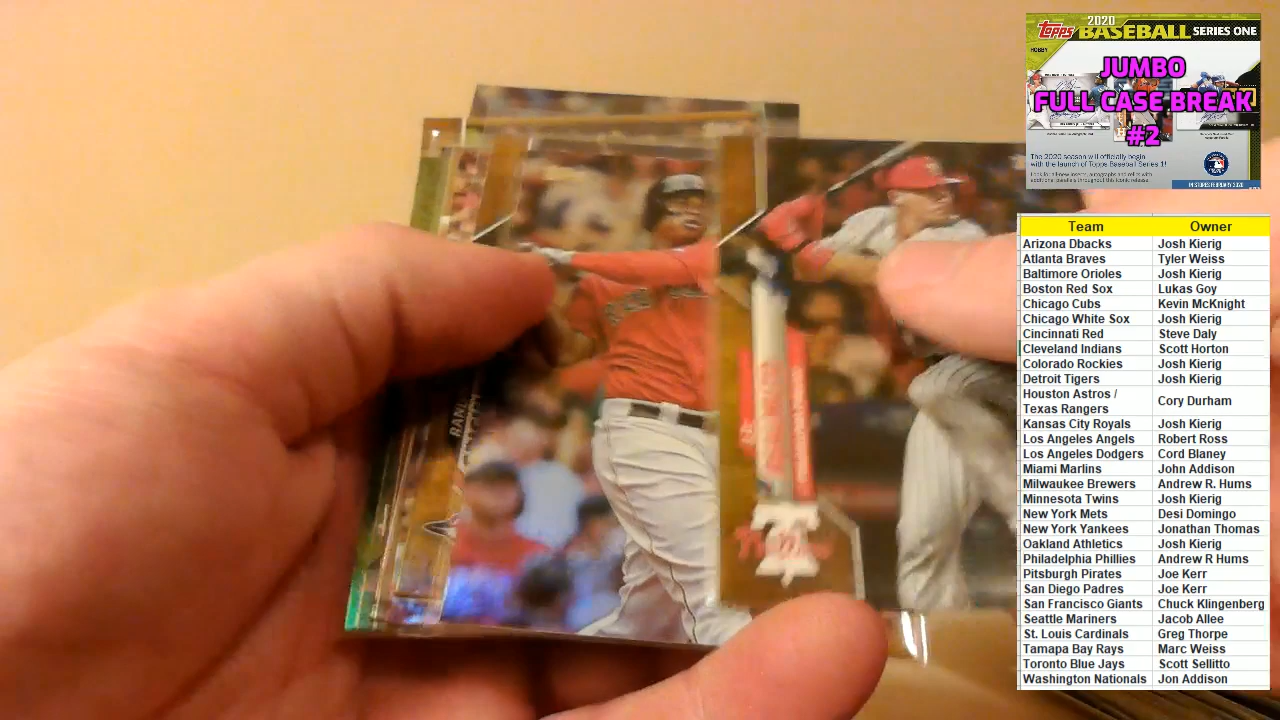 topps 2020 BASEBALL SERIES ONE
HOBBY
JUMBO
FULL CASE BREAK
#2
The 2020 season will officially begin
with the launch of Topps Baseball Series 1!
IN STORES FEBRUARY 2020
Team Owner
Arizona Dbacks Josh Kierig
Atlanta Braves Tyler Weiss
Baltimore Orioles Josh Kierig
Boston Red Sox Lukas Goy
Chicago Cubs Kevin McKnight
Chicago White Sox Josh Kierig
Cincinnati Red Steve Daly
Cleveland Indians Scott Horton
Colorado Rockies Josh Kierig
Detroit Tigers Josh Kierig
Houston Astros /
Texas Rangers Cory Durham
Kansas City Royals Josh Kierig
Los Angeles Angels Robert Ross
Los Angeles Dodgers Cord Blaney
Miami Marlins John Addison
Milwaukee Brewers Andrew R. Hums
Minnesota Twins Josh Kierig
New York Mets Desi Domingo
New York Yankees Jonathan Thomas
Oakland Athletics Josh Kierig
Philadelphia Phillies Andrew R Hums
Pitsburgh Pirates Joe Kerr
San Diego Padres Joe Kerr
San Francisco Giants Chuck Klingenberg
Seattle Mariners Jacob Allee
St. Louis Cardinals Greg Thorpe
Tamapa Bay Rays Marc Weiss
Toronto Blue Jays Scott Sellitto
Washington Nationals Jon Addison